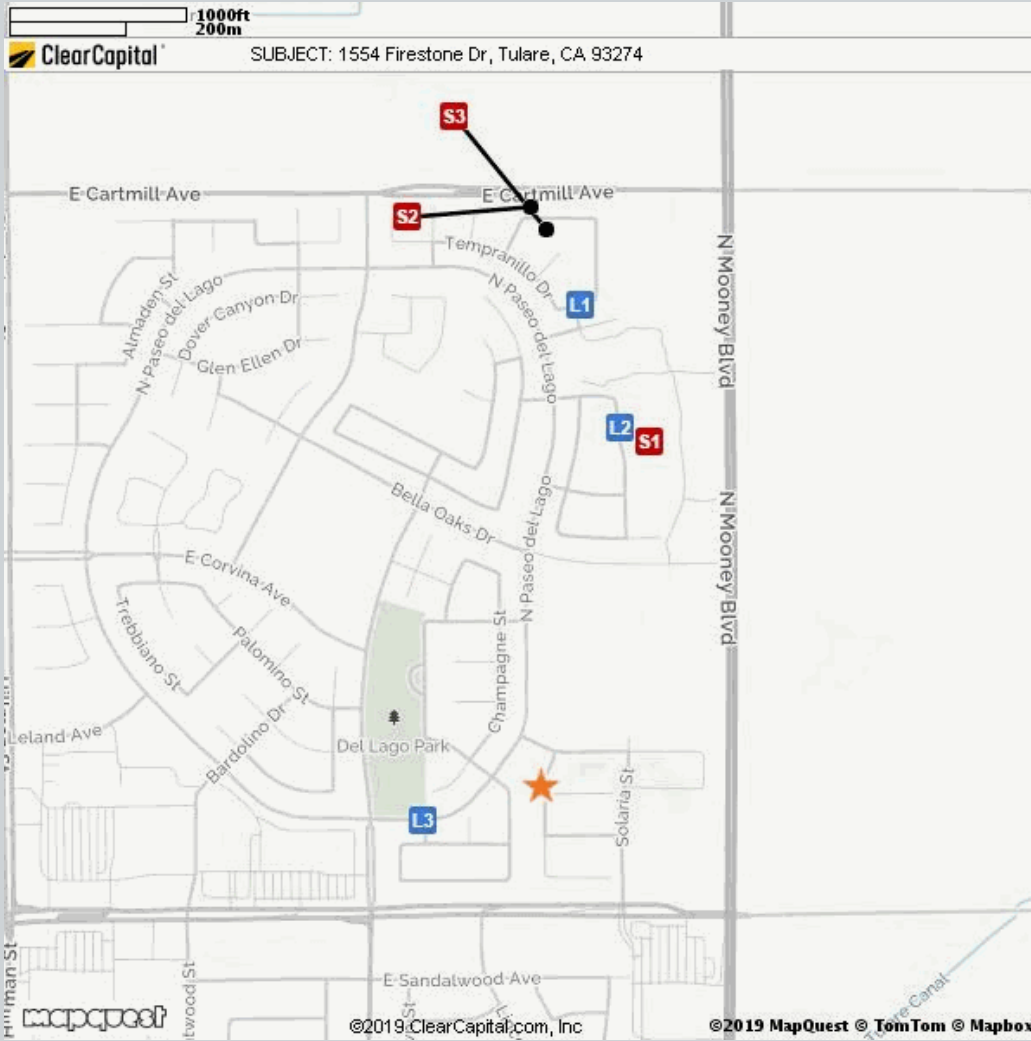 1000ft
200m
ClearCapital
SUBJECT: 1554 Firestone Dr, Tulare, CA 93274
S3
E Cartmill Ave
E Cartmill Ave
S2
Tempranillo Dr
N Mooney Blvd
Almaden St
N Paseo del Lago
Dover Canyon Dr
N Paseo del Lago
L1
Glen Ellen Dr
L2
S1
Bella Oaks Dr
N Paseo del Lago
N Mooney Blvd
E Corvina Ave
Trebbiano St
Palomino St
Champagne St
Leland Ave
Bardolino Dr
Del Lago Park
Solaria St
L3
E Sandalwood Ave
Tulare Canal
mapquest
©2019 ClearCapital.com, Inc
©2019 MapQuest © TomTom © Mapbox